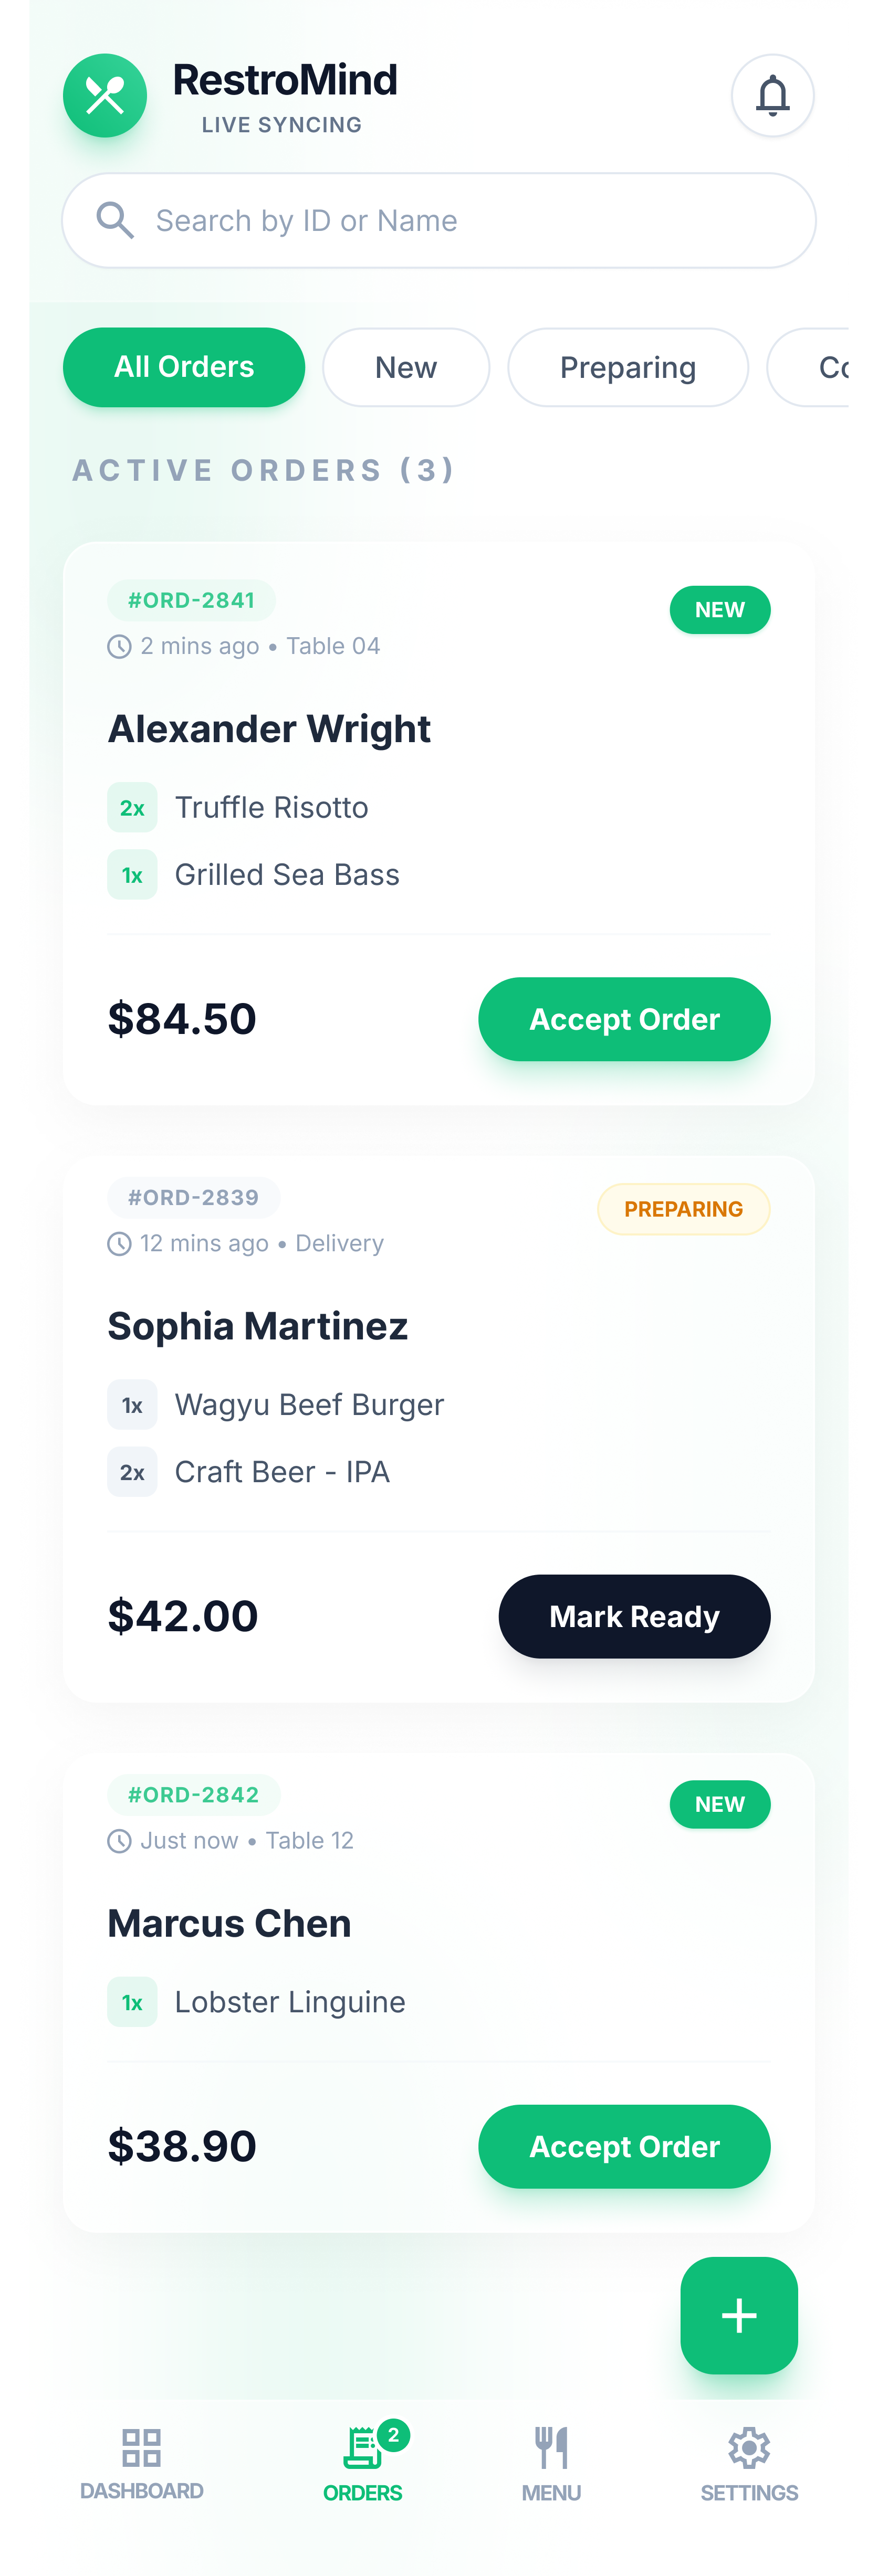 RestroMind
LIVE SYNCING
Search by ID or Name
All Orders New Preparing Co
ACTIVE ORDERS (3)
#ORD-2841 NEW
2 mins ago • Table 04
Alexander Wright
2x Truffle Risotto
1x Grilled Sea Bass
$84.50 Accept Order
#ORD-2839 PREPARING
12 mins ago • Delivery
Sophia Martinez
1x Wagyu Beef Burger
2x Craft Beer - IPA
$42.00 Mark Ready
#ORD-2842 NEW
Just now • Table 12
Marcus Chen
1x Lobster Linguine
$38.90 Accept Order
2
DASHBOARD ORDERS MENU SETTINGS